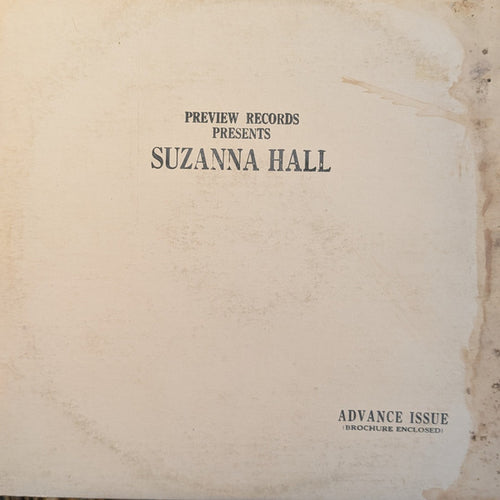 PREVIEW RECORDS
PRESENTS
SUZANNA HALL
ADVANCE ISSUE
(BROCHURE ENCLOSED)